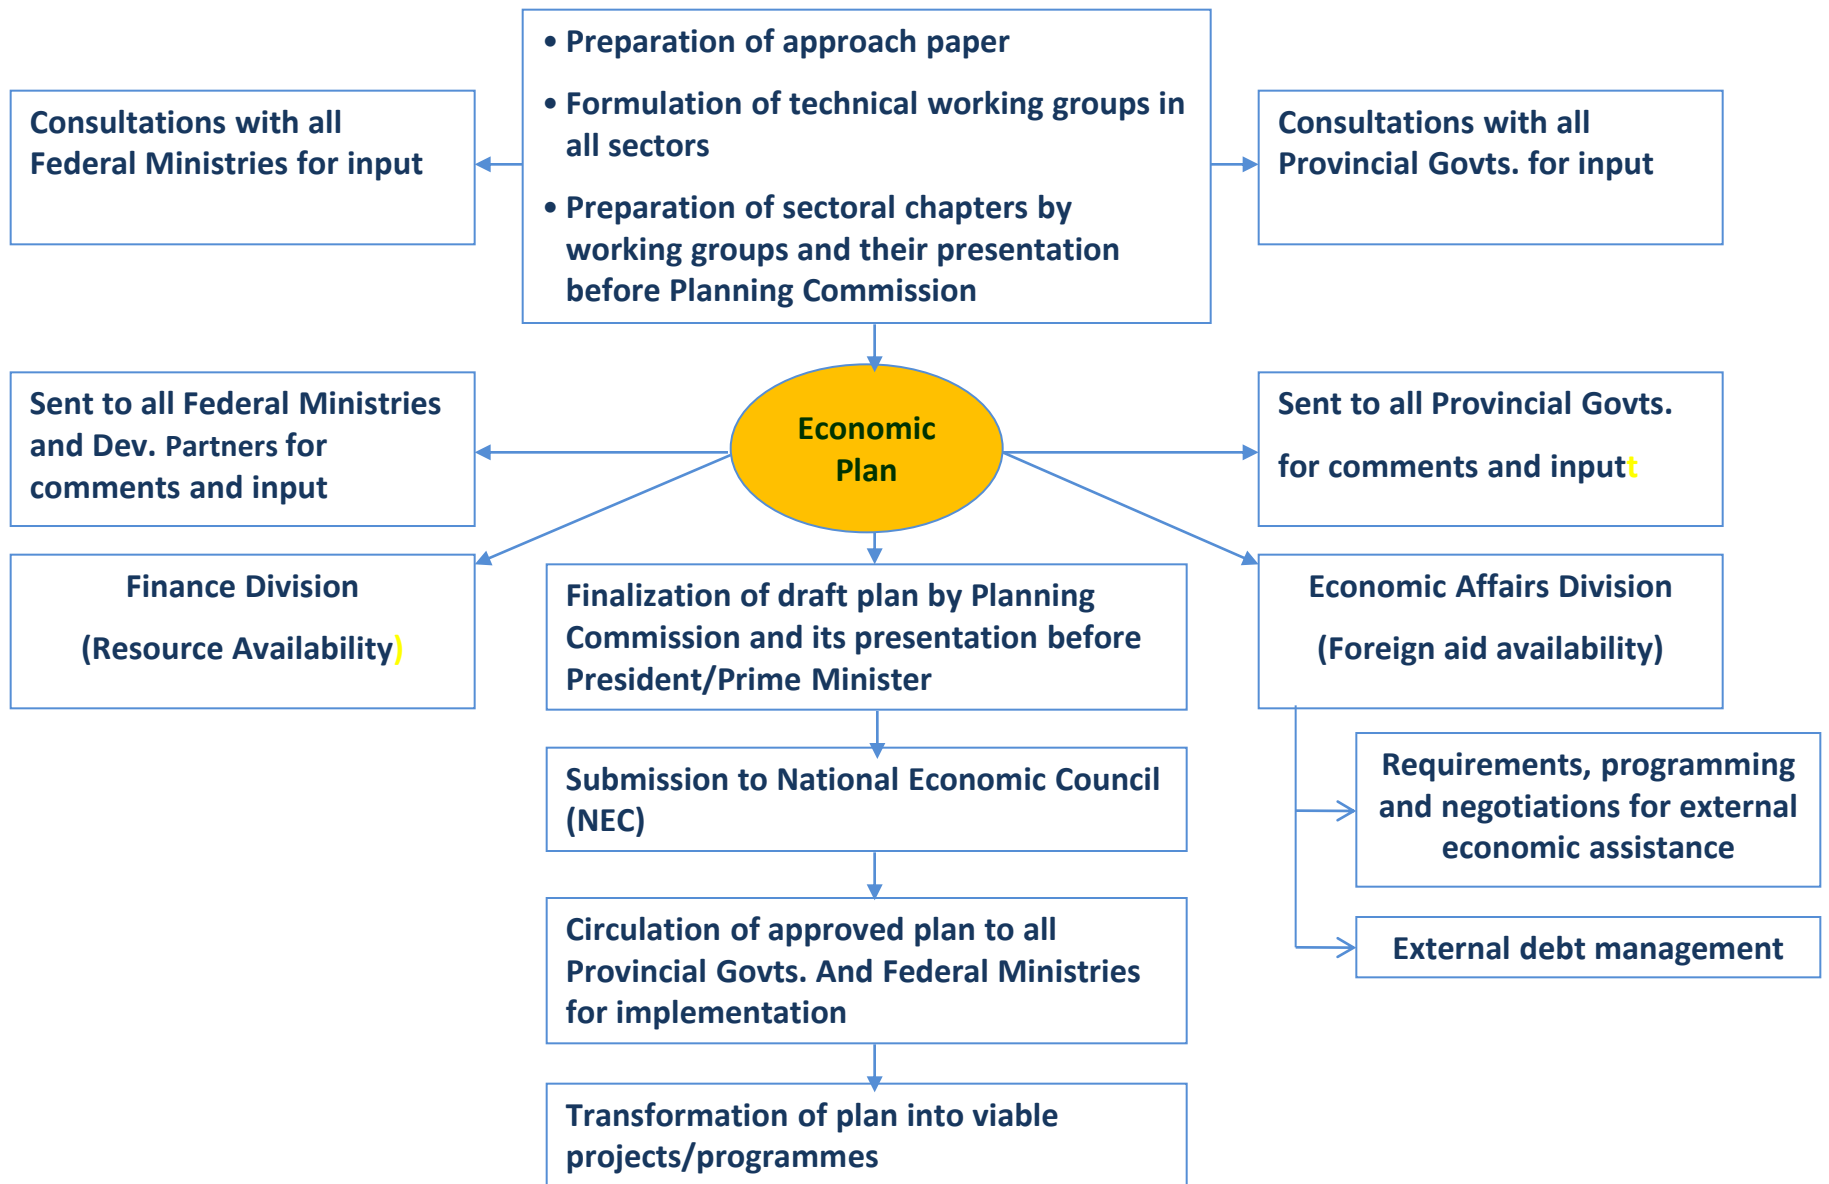 • Preparation of approach paper
• Formulation of technical working groups in
all sectors
• Preparation of sectoral chapters by
working groups and their presentation
before Planning Commission
Consultations with all
Federal Ministries for input
Consultations with all
Provincial Govts. for input
Sent to all Federal Ministries
and Dev. Partners for
comments and input
Economic
Plan
Sent to all Provincial Govts.
for comments and inputt
Finance Division
(Resource Availability)
Finalization of draft plan by Planning
Commission and its presentation before
President/Prime Minister
Economic Affairs Division
(Foreign aid availability)
Submission to National Economic Council
(NEC)
Requirements, programming
and negotiations for external
economic assistance
Circulation of approved plan to all
Provincial Govts. And Federal Ministries
for implementation
External debt management
Transformation of plan into viable
projects/programmes